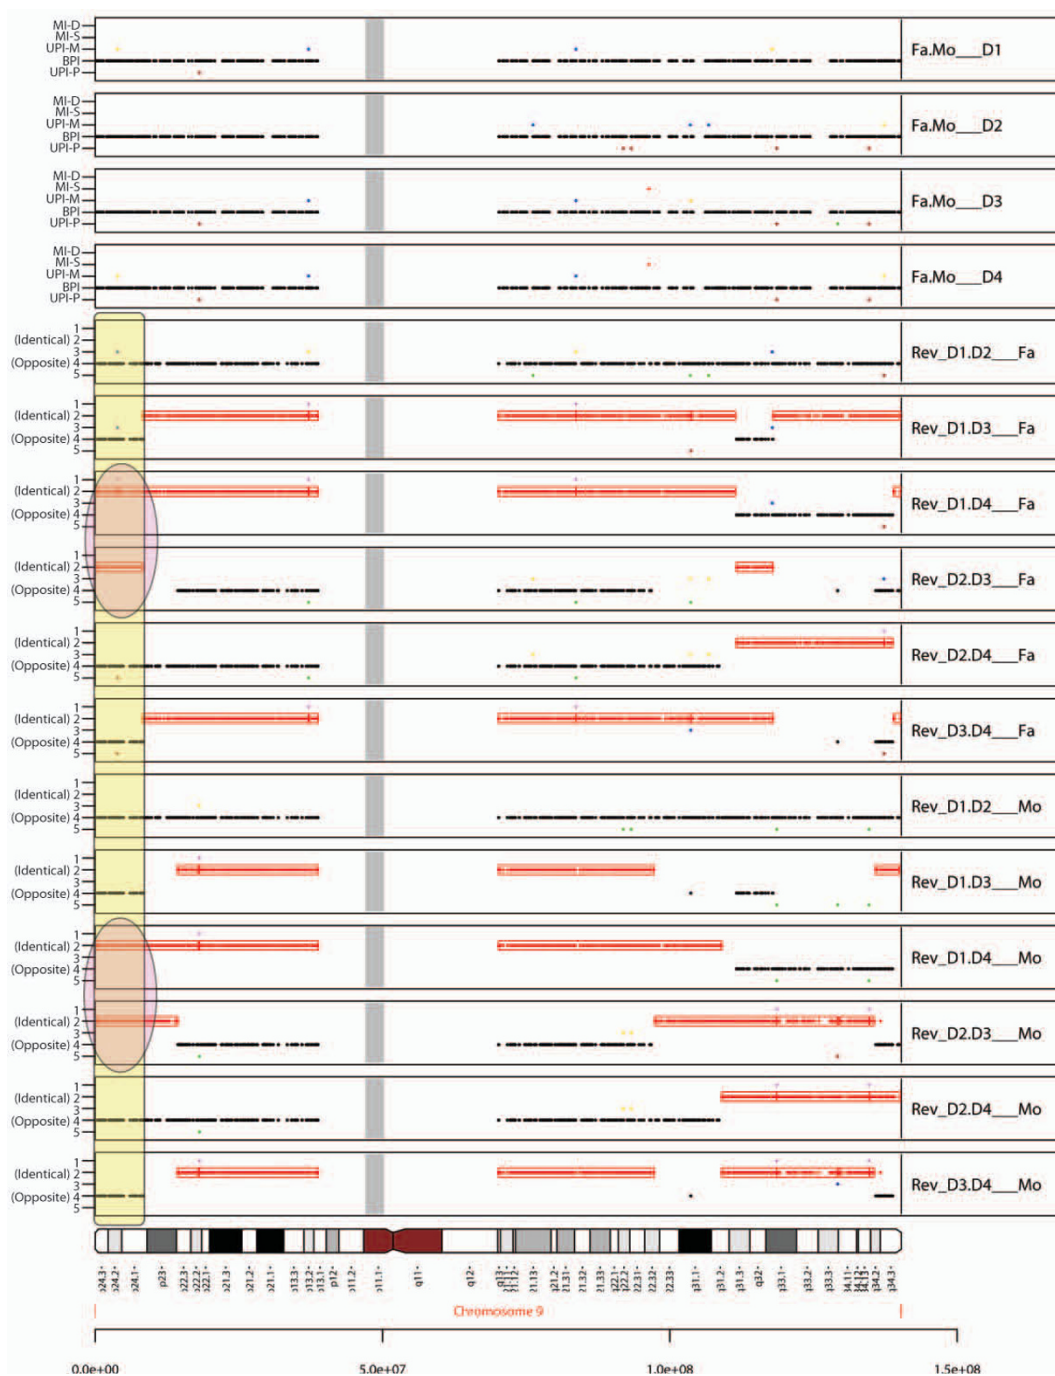 MI-D
MI-S
UPI-M
BPI
UPI-P
Fa.Mo___D1
MI-D
MI-S
UPI-M
BPI
UPI-P
Fa.Mo___D2
MI-D
MI-S
UPI-M
BPI
UPI-P
Fa.Mo___D3
MI-D
MI-S
UPI-M
BPI
UPI-P
Fa.Mo___D4
1
(Identical) 2
3
(Opposite) 4
5
Rev_D1.D2___Fa
1
(Identical) 2
3
(Opposite) 4
5
Rev_D1.D3___Fa
1
(Identical) 2
3
(Opposite) 4
5
Rev_D1.D4___Fa
1
(Identical) 2
3
(Opposite) 4
5
Rev_D2.D3___Fa
1
(Identical) 2
3
(Opposite) 4
5
Rev_D2.D4___Fa
1
(Identical) 2
3
(Opposite) 4
5
Rev_D3.D4___Fa
1
(Identical) 2
3
(Opposite) 4
5
Rev_D1.D2___Mo
1
(Identical) 2
3
(Opposite) 4
5
Rev_D1.D3___Mo
1
(Identical) 2
3
(Opposite) 4
5
Rev_D1.D4___Mo
1
(Identical) 2
3
(Opposite) 4
5
Rev_D2.D3___Mo
1
(Identical) 2
3
(Opposite) 4
5
Rev_D2.D4___Mo
1
(Identical) 2
3
(Opposite) 4
5
Rev_D3.D4___Mo
p23-
p12-
q11-
q12-
q32-
Chromosome 9
0.0e+00 5.0e+07 1.0e+08 1.5e+08